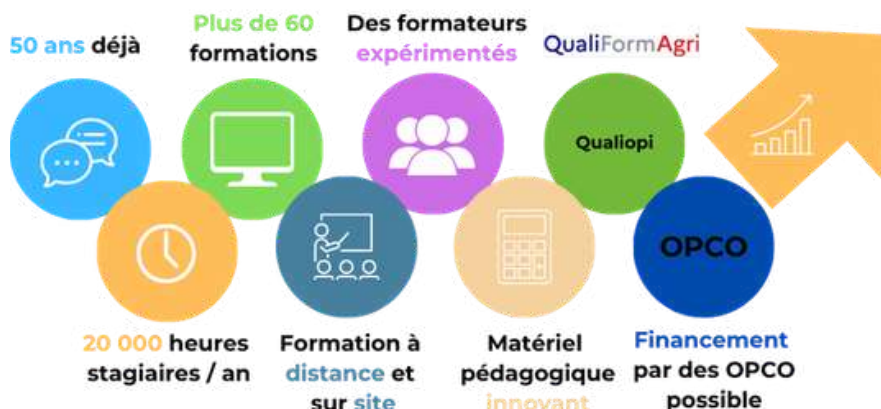 50 ans déjà
Plus de 60
formations
Des formateurs
expérimentés
QualiFormAgri
Qualiopi
OPCO
20 000 heures
stagiaires / an
Formation à
distance et
sur site
Matériel
pédagogique
innovant
Financement
par des OPCO
possible